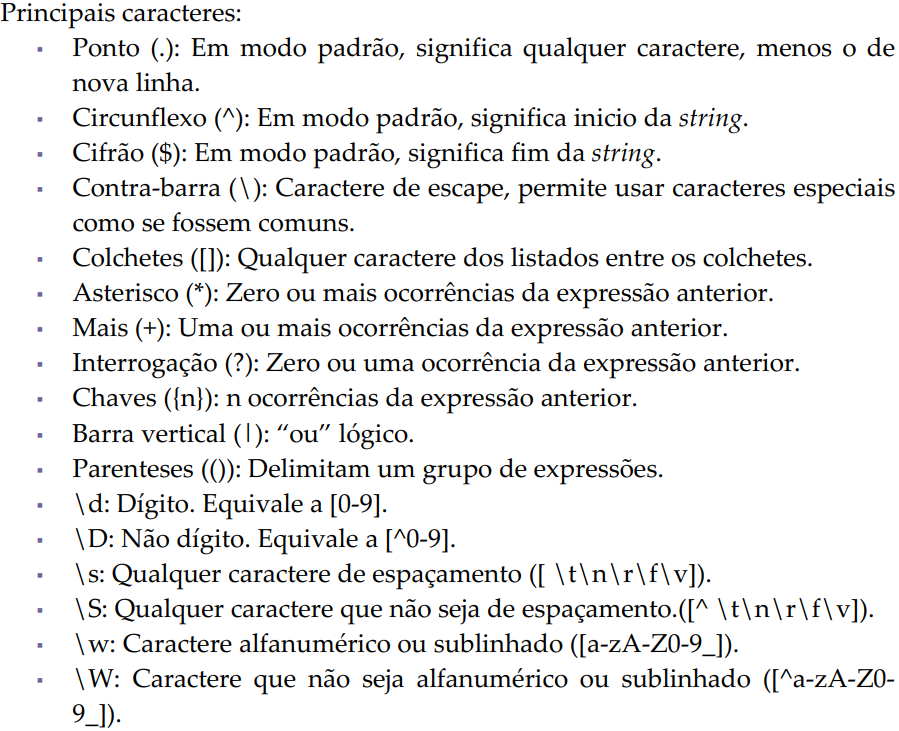 Principais caracteres:
▪ Ponto (.): Em modo padrão, significa qualquer caractere, menos o de
nova linha.
▪ Circunflexo (^): Em modo padrão, significa inicio da string.
▪ Cifrão ($): Em modo padrão, significa fim da string.
▪ Contra-barra (\): Caractere de escape, permite usar caracteres especiais
como se fossem comuns.
▪ Colchetes ([]): Qualquer caractere dos listados entre os colchetes.
▪ Asterisco (*): Zero ou mais ocorrências da expressão anterior.
▪ Mais (+): Uma ou mais ocorrências da expressão anterior.
▪ Interrogação (?): Zero ou uma ocorrência da expressão anterior.
▪ Chaves ({n}): n ocorrências da expressão anterior.
▪ Barra vertical (|): “ou” lógico.
▪ Parenteses (()): Delimitam um grupo de expressões.
▪ \d: Dígito. Equivale a [0-9].
▪ \D: Não dígito. Equivale a [^0-9].
▪ \s: Qualquer caractere de espaçamento ([ \t\n\r\f\v]).
▪ \S: Qualquer caractere que não seja de espaçamento.([^ \t\n\r\f\v]).
▪ \w: Caractere alfanumérico ou sublinhado ([a-zA-Z0-9_]).
▪ \W: Caractere que não seja alfanumérico ou sublinhado ([^a-zA-Z0-
9_]).